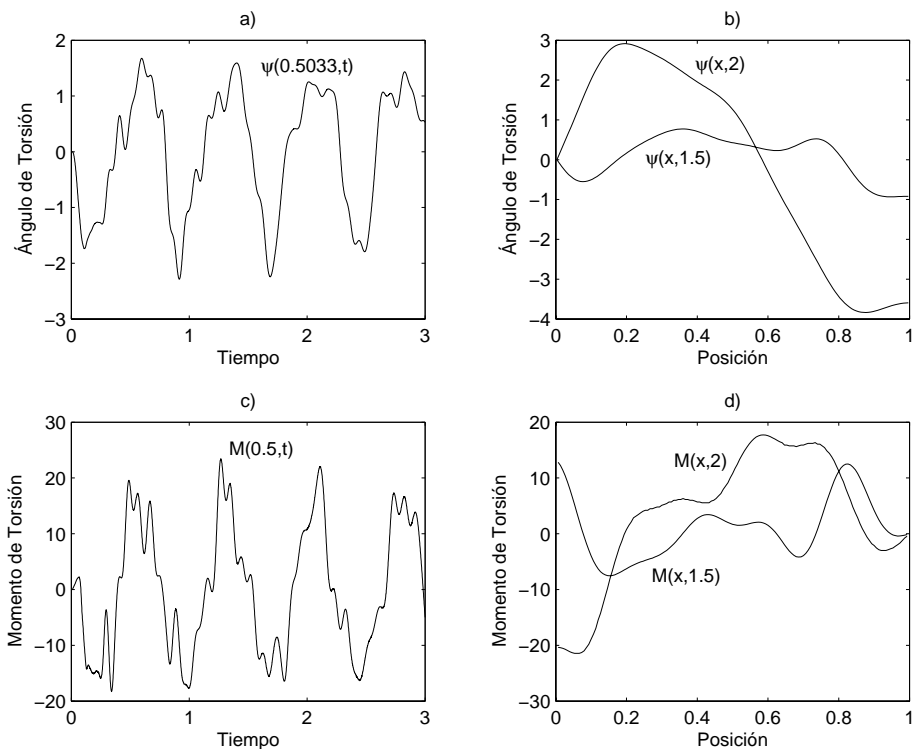 a)
Ángulo de Torsión
2
1
0
−1
−2
−3
ψ(0.5033,t)
0
1
2
3
Tiempo
b)
Ángulo de Torsión
3
2
1
0
−1
−2
−3
−4
ψ(x,2)
ψ(x,1.5)
0
0.2
0.4
0.6
0.8
1
Posición
c)
Momento de Torsión
30
20
10
0
−10
−20
M(0.5,t)
0
1
2
3
Tiempo
d)
Momento de Torsión
20
10
0
−10
−20
−30
M(x,2)
M(x,1.5)
0
0.2
0.4
0.6
0.8
1
Posición